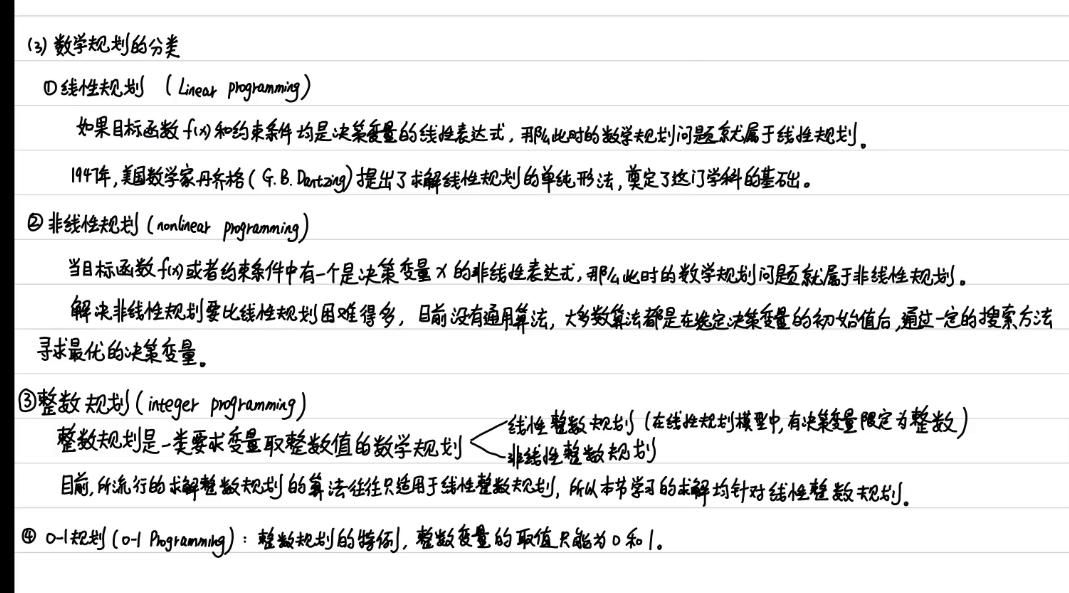 (3) 数学规划的分类
①线性规划 (Linear programming)
如果目标函数f(x)和约束条件均是决策变量的线性表达式，那么此时的数学规划问题就属于线性规划。
1947年，美国数学家丹齐格(G.B.Dantzing)提出了求解线性规划的单纯形法，奠定了这门学科的基础。
②非线性规划(nonlinear programming)
当目标函数f(x)或者约束条件中有一个是决策变量x的非线性表达式，那么此时的数学规划问题就属于非线性规划。
解决非线性规划要比线性规划困难得多，目前没有通用算法，大多数算法都是在选定决策变量的初始值后，通过一定的搜索方法
寻求最优的决策变量。
③整数规划(integer programming)
整数规划是一类要求变量取整数值的数学规划
线性整数规划(在线性规划模型中，有决策变量限定为整数)
非线性整数规划
目前，所流行的求解整数规划的算法往往只适用于线性整数规划，所以本节学习的求解均针对线性整数规划。
④ 0-1规划(0-1 Programming)：整数规划的特例，整数变量的取值只能为0和1。